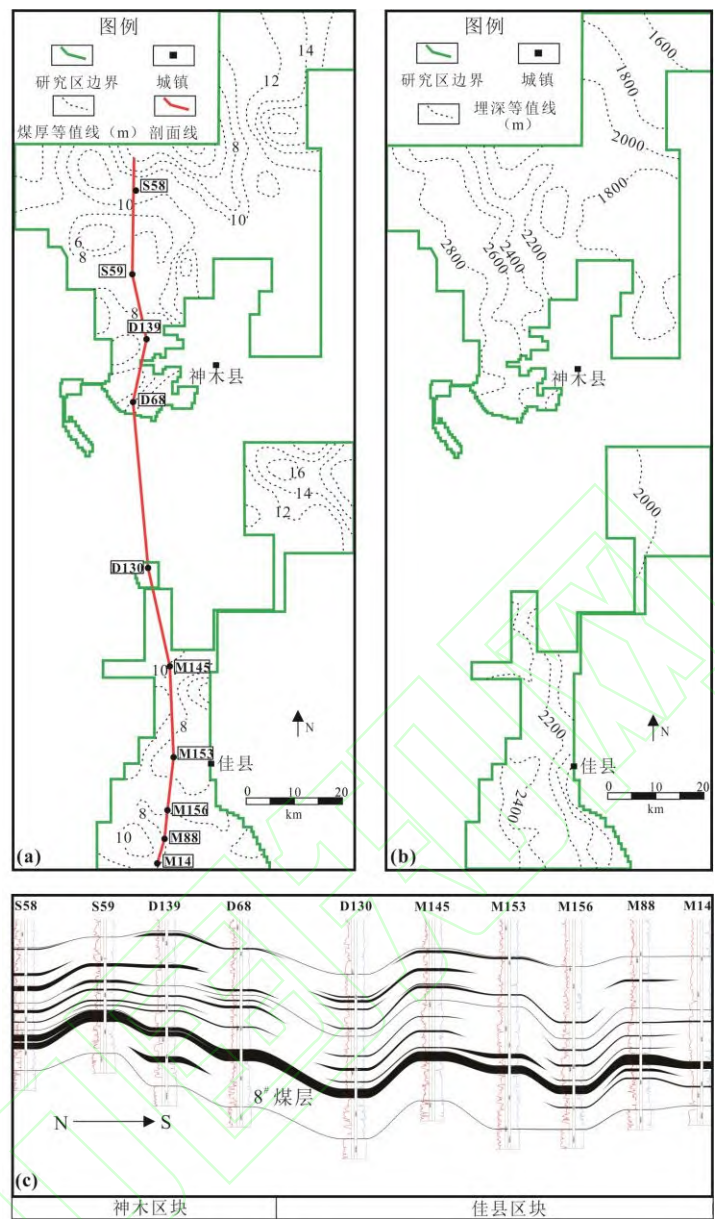 图例
研究区边界
城镇
煤厚等值线（m）
剖面线
14
12
8
10
10
S58
6
8
S59
8
D139
神木县
D68
16
14
12
D130
10
M145
8
M153
佳县
8
M156
10
M88
M14
N
0
10
20
km
(a)
图例
研究区边界
城镇
埋深等值线
（m）
1600
1800
2000
1800
2200
2400
2600
2800
神木县
2000
2200
佳县
2400
N
0
10
20
km
(b)
S58 S59 D139 D68 D130 M145 M153 M156 M88 M14
8#煤层
N S
(c)
神木区块 佳县区块